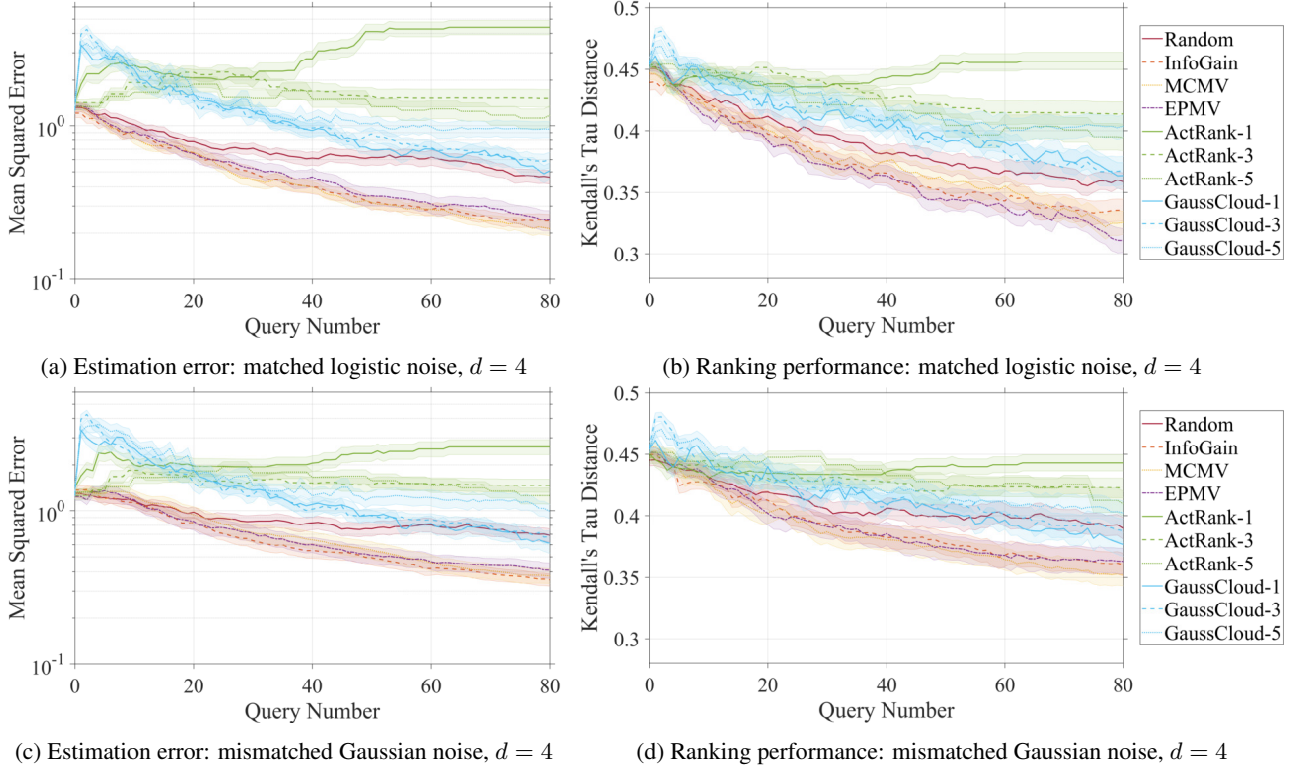 Mean Squared Error
10^0
10^-1
0 20 40 60 80
Query Number
(a) Estimation error: matched logistic noise, d = 4
Kendall's Tau Distance
0.5
0.45
0.4
0.35
0.3
0 20 40 60 80
Query Number
(b) Ranking performance: matched logistic noise, d = 4
Random
InfoGain
MCMV
EPMV
ActRank-1
ActRank-3
ActRank-5
GaussCloud-1
GaussCloud-3
GaussCloud-5
Mean Squared Error
10^0
10^-1
0 20 40 60 80
Query Number
(c) Estimation error: mismatched Gaussian noise, d = 4
Kendall's Tau Distance
0.5
0.45
0.4
0.35
0.3
0 20 40 60 80
Query Number
(d) Ranking performance: mismatched Gaussian noise, d = 4
Random
InfoGain
MCMV
EPMV
ActRank-1
ActRank-3
ActRank-5
GaussCloud-1
GaussCloud-3
GaussCloud-5